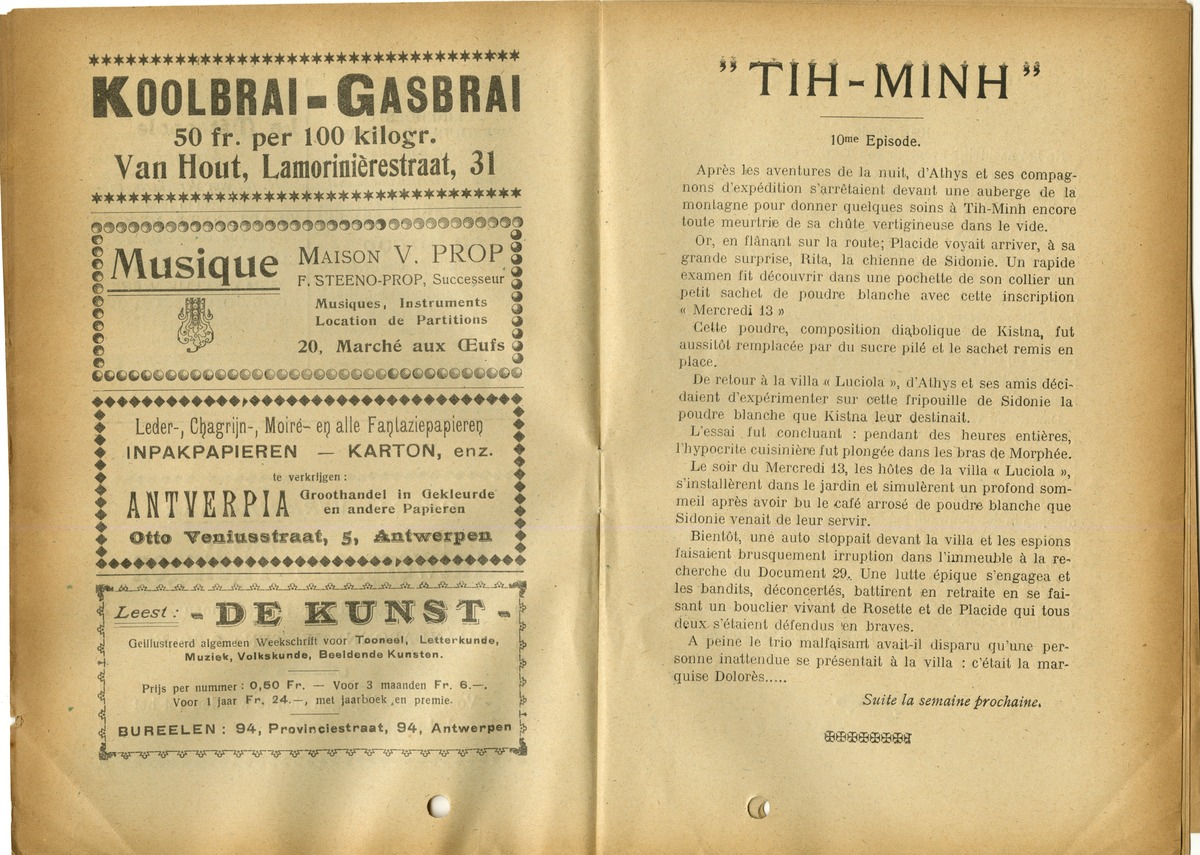 KOOLBRAI-GASBRAI
50 fr. per 100 kilogr.
Van Hout, Lamorinièrestraat, 31
Musique
MAISON V. PROP
F. STEENO-PROP, Successeur
Musiques, Instruments
Location de Partitions
20, Marché aux Œufs
Leder-, Chagrijn-, Moiré- en alle Fantaziepapieren
INPAKPAPIEREN — KARTON, enz.
te verkrijgen :
ANTVERPIA
Groothandel in Gekleurde
en andere Papieren
Otto Veniusstraat, 5, Antwerpen
Leest : - DE KUNST -
Geïllustreerd algemeen Weekschrift voor Tooneel, Letterkunde,
Muziek, Volkskunde, Beeldende Kunsten.
Prijs per nummer : 0,50 Fr. — Voor 3 maanden Fr. 6.—.
Voor 1 jaar Fr. 24.—, met jaarboek en premie.
BUREELEN : 94, Provinciestraat, 94, Antwerpen
" TIH-MINH "
10me Episode.
Après les aventures de la nuit, d'Athys et ses compag-
nons d'expédition s'arrêtaient devant une auberge de la
montagne pour donner quelques soins à Tih-Minh encore
toute meurtrie de sa chûte vertigineuse dans le vide.
Or, en flânant sur la route; Placide voyait arriver, à sa
grande surprise, Rita, la chienne de Sidonie. Un rapide
examen fit découvrir dans une pochette de son collier un
petit sachet de poudre blanche avec cette inscription
« Mercredi 13 »
Cette poudre, composition diabolique de Kistna, fut
aussitôt remplacée par du sucre pilé et le sachet remis en
place.
De retour à la villa « Luciola », d'Athys et ses amis déci-
daient d'expérimenter sur cette fripouille de Sidonie la
poudre blanche que Kistna leur destinait.
L'essai fut concluant : pendant des heures entières,
l'hypocrite cuisinière fut plongée dans les bras de Morphée.
Le soir du Mercredi 13, les hôtes de la villa « Luciola »,
s'installèrent dans le jardin et simulèrent un profond som-
meil après avoir bu le café arrosé de poudre blanche que
Sidonie venait de leur servir.
Bientôt, une auto stoppait devant la villa et les espions
faisaient brusquement irruption dans l'immeuble à la re-
cherche du Document 29. Une lutte épique s'engagea et
les bandits, déconcertés, battirent en retraite en se fai-
sant un bouclier vivant de Rosette et de Placide qui tous
deux s'étaient défendus en braves.
A peine le trio malfaisant avait-il disparu qu'une per-
sonne inattendue se présentait à la villa : c'était la mar-
quise Dolorès.....
Suite la semaine prochaine.